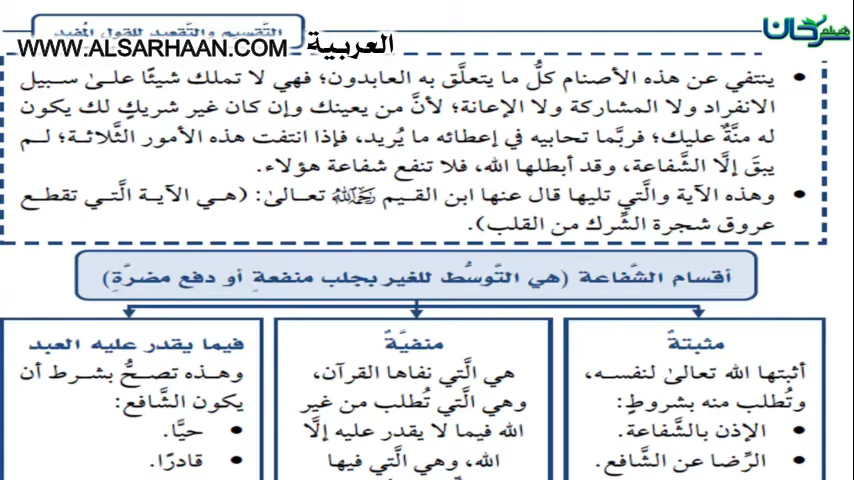 التقسيم والتقعيد للقول المفيد
هيثم سرحان
WWW.ALSARHAAN.COM العربية
• ينتفي عن هذه الأصنام كلُّ ما يتعلَّق به العابدون؛ فهي لا تملك شيئًا على سبيل
الانفراد ولا المشاركة ولا الإعانة؛ لأنَّ من يعينك وإن كان غير شريكٍ لك يكون
له منَّةٌ عليك؛ فربَّما تحابيه في إعطائه ما يُريد، فإذا انتفت هذه الأمور الثَّلاثة؛ لم
يبقَ إلَّا الشَّفاعة، وقد أبطلها الله، فلا تنفع شفاعة هؤلاء.
• وهذه الآية والَّتي تليها قال عنها ابن القيم رحمه الله تعالى: (هي الآية الَّتي تقطع
عروق شجرة الشِّرك من القلب).
أقسام الشَّفاعة (هي التَّوسُّط للغير بجلب منفعةٍ أو دفع مضرَّةٍ)
مثبتةٌ
أثبتها الله تعالى لنفسه،
وتُطلب منه بشروطٍ:
• الإذن بالشَّفاعة.
• الرِّضا عن الشَّافع.
منفيَّةٌ
هي الَّتي نفاها القرآن،
وهي الَّتي تُطلب من غير
الله فيما لا يقدر عليه إلَّا
الله، وهي الَّتي فيها
فيما يقدر عليه العبد
وهذه تصحُّ بشرط أن
يكون الشَّافع:
• حيًّا.
• قادرًا.